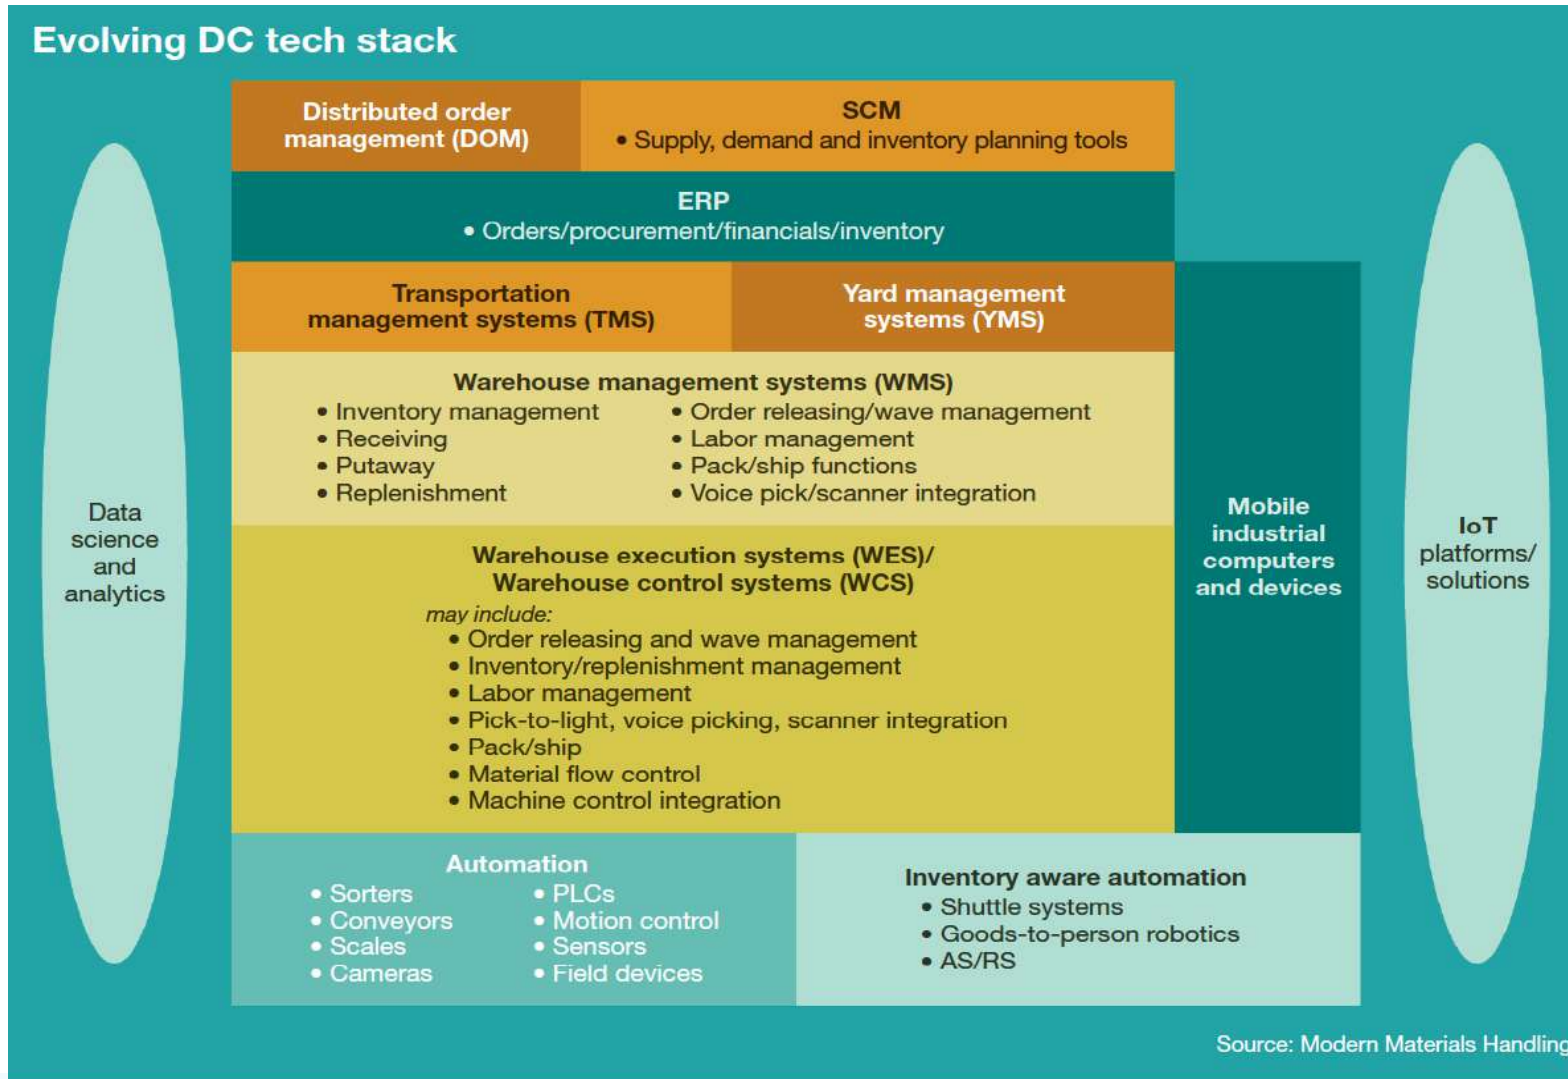 Evolving DC tech stack
Distributed order
management (DOM)
SCM
• Supply, demand and inventory planning tools
ERP
• Orders/procurement/financials/inventory
Transportation
management systems (TMS)
Yard management
systems (YMS)
Warehouse management systems (WMS)
• Inventory management
• Receiving
• Putaway
• Replenishment
• Order releasing/wave management
• Labor management
• Pack/ship functions
• Voice pick/scanner integration
Warehouse execution systems (WES)/
Warehouse control systems (WCS)
may include:
• Order releasing and wave management
• Inventory/replenishment management
• Labor management
• Pick-to-light, voice picking, scanner integration
• Pack/ship
• Material flow control
• Machine control integration
Mobile
industrial
computers
and devices
Automation
• Sorters
• Conveyors
• Scales
• Cameras
• PLCs
• Motion control
• Sensors
• Field devices
Inventory aware automation
• Shuttle systems
• Goods-to-person robotics
• AS/RS
Data
science
and
analytics
IoT
platforms/
solutions
Source: Modern Materials Handling